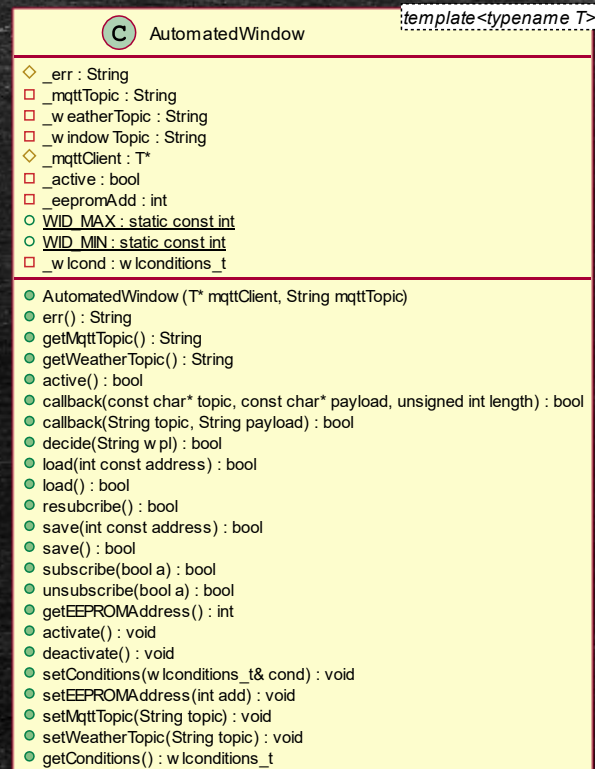 template<typename T>
C AutomatedWindow
_err : String
_mqttTopic : String
_weatherTopic : String
_windowTopic : String
_mqttClient : T*
_active : bool
_eepromAdd : int
WID_MAX : static const int
WID_MIN : static const int
_wlcond : wlconditions_t
AutomatedWindow(T* mqttClient, String mqttTopic)
err() : String
getMqttTopic() : String
getWeatherTopic() : String
active() : bool
callback(const char* topic, const char* payload, unsigned int length) : bool
callback(String topic, String payload) : bool
decide(String wpl) : bool
load(int const address) : bool
load() : bool
resubcribe() : bool
save(int const address) : bool
save() : bool
subscribe(bool a) : bool
unsubscribe(bool a) : bool
getEEPROMAddress() : int
activate() : void
deactivate() : void
setConditions(wlconditions_t& cond) : void
setEEPROMAddress(int add) : void
setMqttTopic(String topic) : void
setWeatherTopic(String topic) : void
getConditions() : wlconditions_t